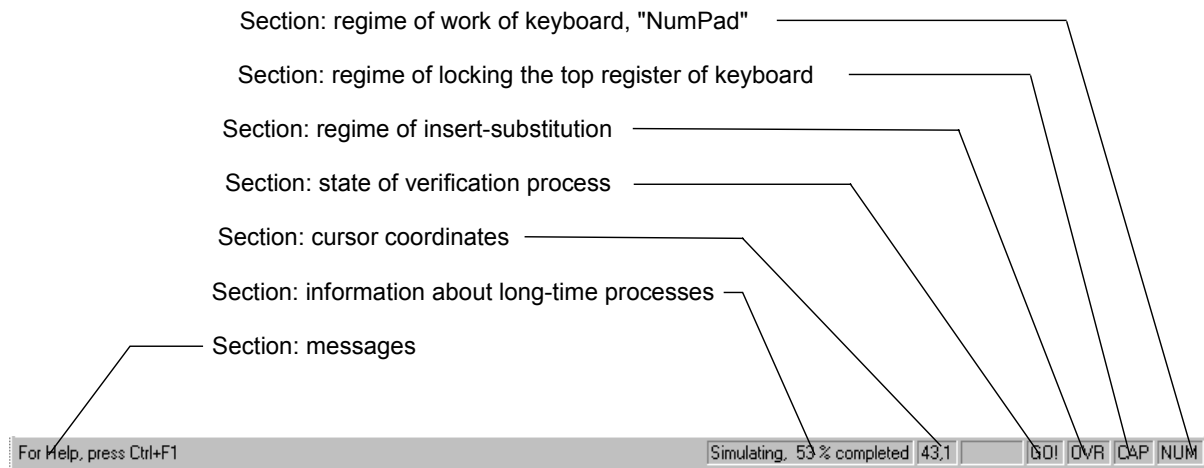 Section: regime of work of keyboard, "NumPad"
Section: regime of locking the top register of keyboard
Section: regime of insert-substitution
Section: state of verification process
Section: cursor coordinates
Section: information about long-time processes
Section: messages
For Help, press Ctrl+F1 Simulating, 53 % completed 43,1 GO! OVR CAP NUM